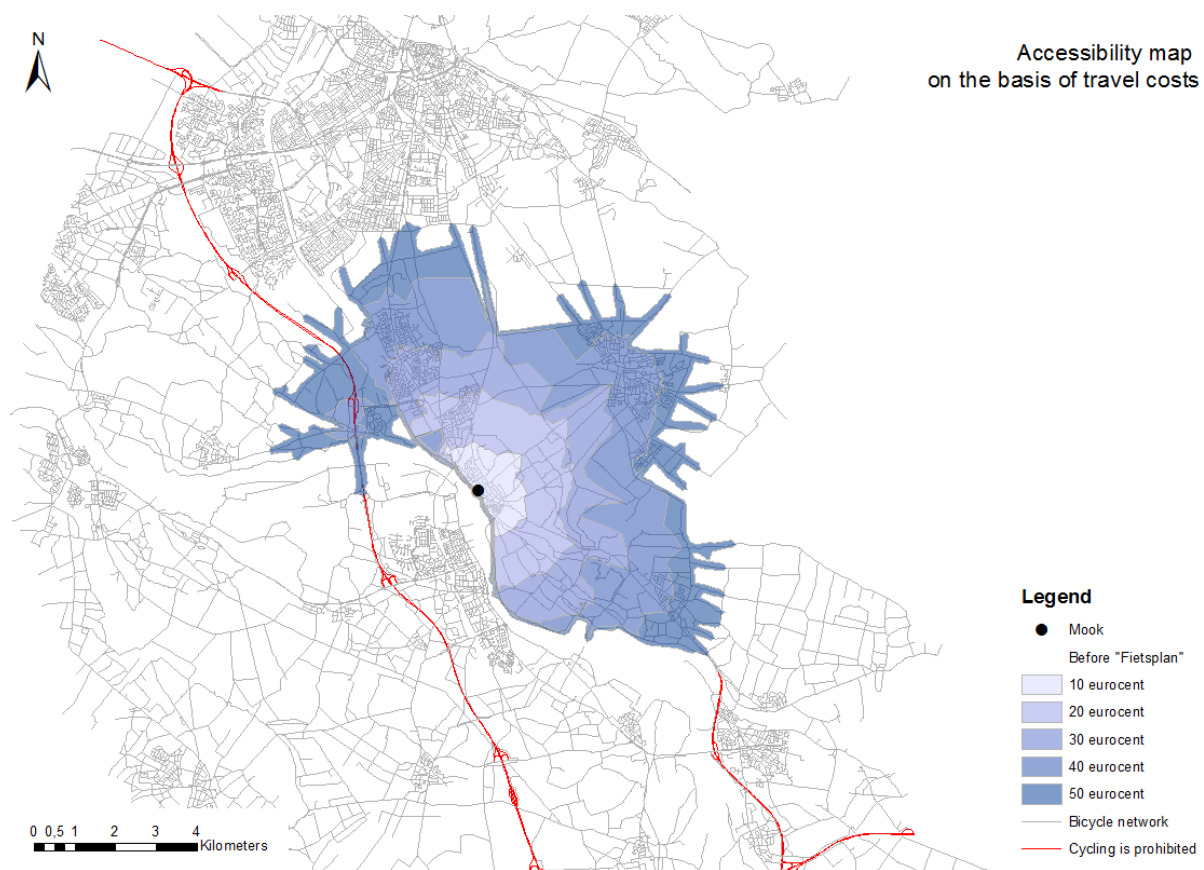 N
Accessibility map
on the basis of travel costs
Legend
Mook
Before "Fietsplan"
10 eurocent
20 eurocent
30 eurocent
40 eurocent
50 eurocent
Bicycle network
Cycling is prohibited
0 0,5 1 2 3 4
Kilometers